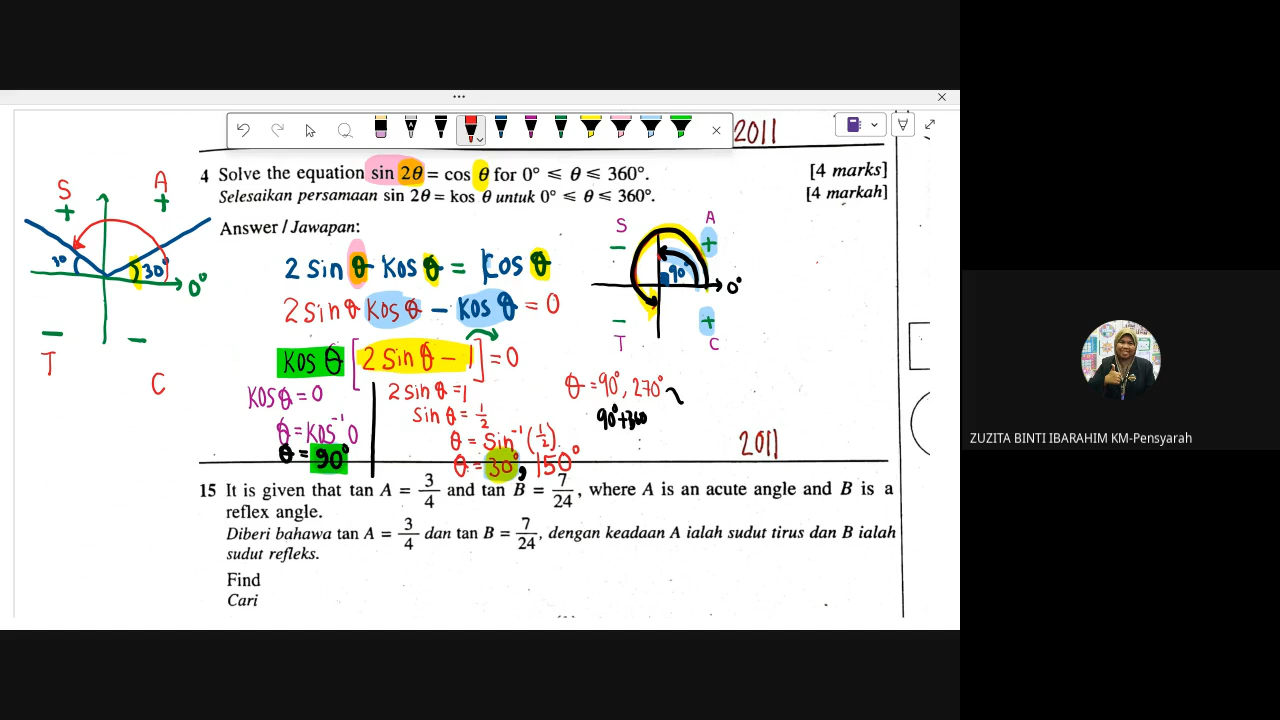 2011
4 Solve the equation sin 2θ = cos θ for 0° ≤ θ ≤ 360°. [4 marks]
Selesaikan persamaan sin 2θ = kos θ untuk 0° ≤ θ ≤ 360°. [4 markah]
Answer / Jawapan:
S A
+ +
30° 30° 0°
− −
T C
2 sin θ kos θ = cos θ
2 sin θ kos θ − kos θ = 0
kos θ [2 sin θ − 1] = 0
kos θ = 0
θ = kos⁻¹ 0
θ = 90°
2 sin θ = 1
sin θ = 1/2
θ = sin⁻¹ (1/2)
θ = 30°, 150°
S A
− +
90° 0°
− +
T C
θ = 90°, 270°
90°+360
2011
15 It is given that tan A = 3/4 and tan B = 7/24, where A is an acute angle and B is a
reflex angle.
Diberi bahawa tan A = 3/4 dan tan B = 7/24, dengan keadaan A ialah sudut tirus dan B ialah
sudut refleks.
Find
Cari
ZUZITA BINTI IBARAHIM KM-Pensyarah